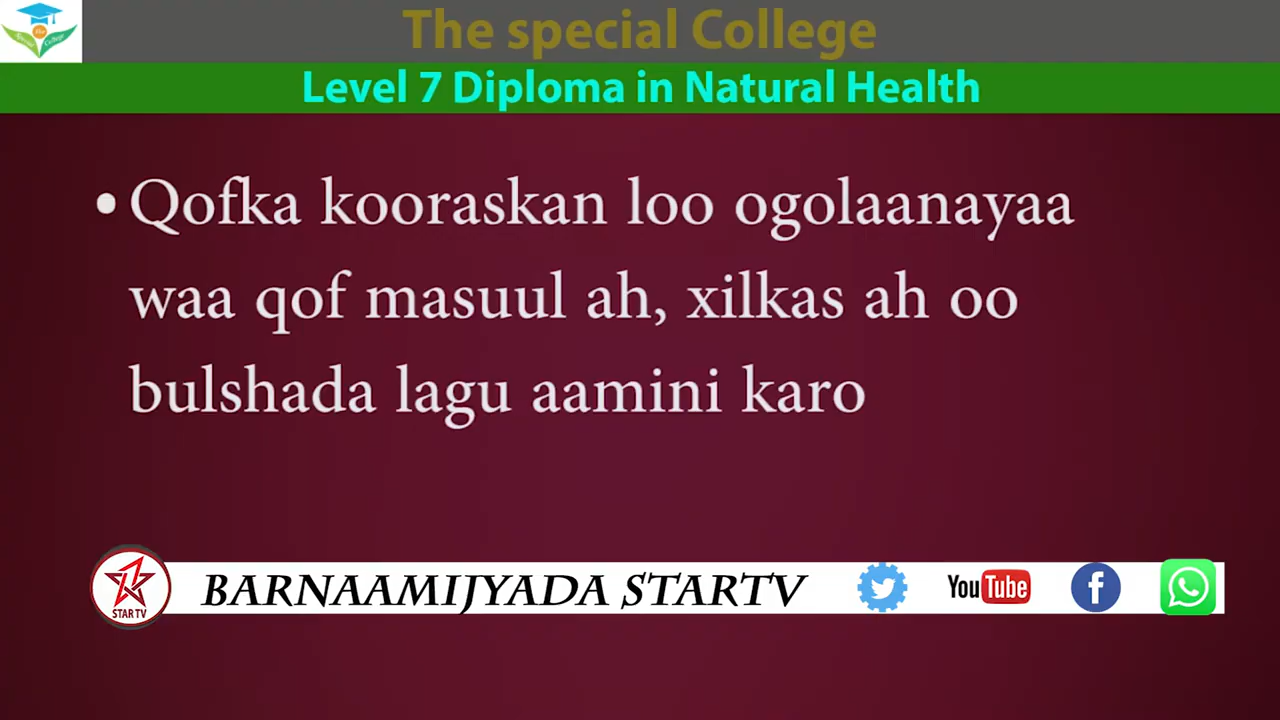 The special College
Level 7 Diploma in Natural Health
• Qofka kooraskan loo ogolaanayaa
waa qof masuul ah, xilkas ah oo
bulshada lagu aamini karo
STAR TV
BARNAAMIJYADA STARTV
YouTube